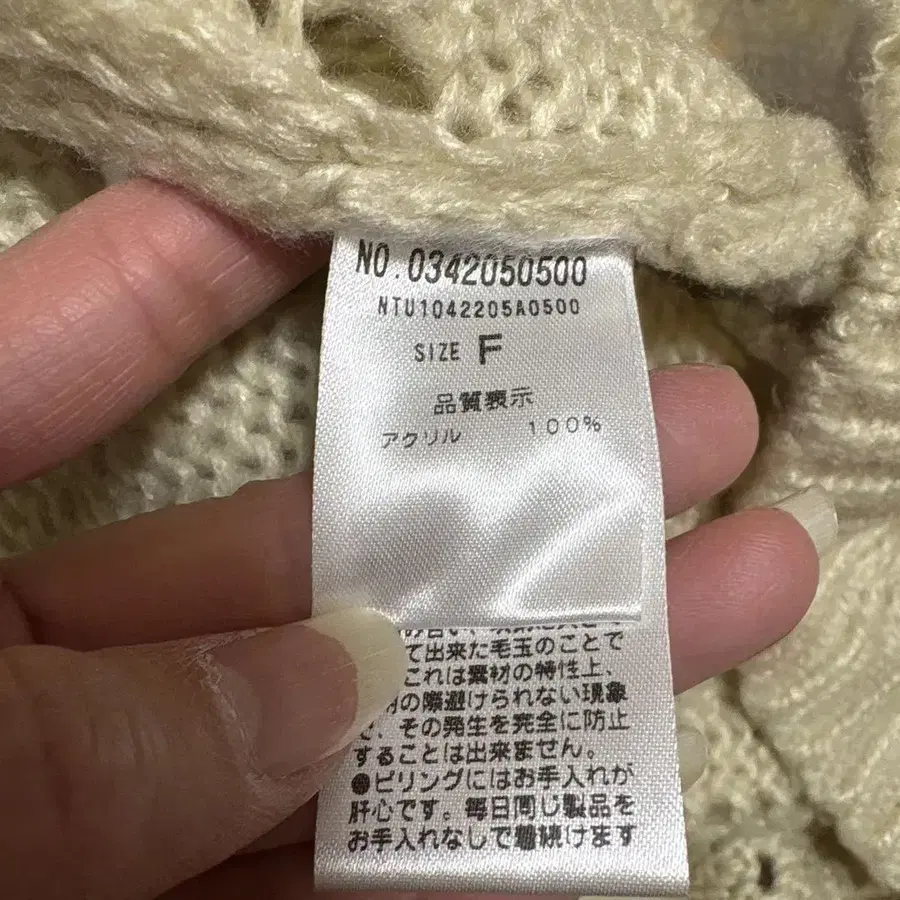 NO.0342050500
NTU1042205A0500
SIZE F
品質表示
アクリル 100%
て出来た毛玉のことで
これは素材の特性上、
の際避けられない現象
、その発生を完全に防止
することは出来ません。
●ピリングにはお手入れが
肝心です。毎日同じ製品を
お手入れなしで着続けます